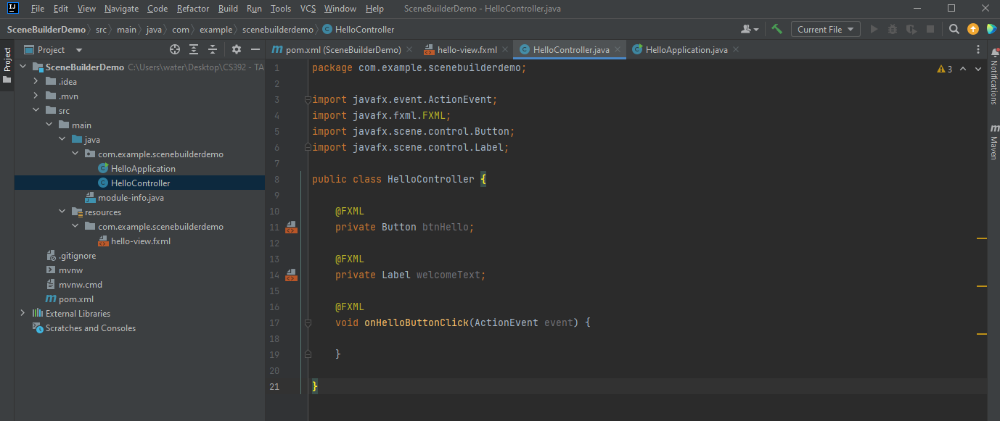 File Edit View Navigate Code Refactor Build Run Tools VCS Window Help SceneBuilderDemo - HelloController.java
SceneBuilderDemo src main java com example scenebuilderdemo HelloController Current File
Project
Project
pom.xml (SceneBuilderDemo) hello-view.fxml HelloController.java HelloApplication.java
SceneBuilderDemo C:\Users\water\Desktop\CS392 - TA
.idea
.mvn
src
main
java
com.example.scenebuilderdemo
HelloApplication
HelloController
module-info.java
resources
com.example.scenebuilderdemo
hello-view.fxml
.gitignore
mvnw
mvnw.cmd
pom.xml
External Libraries
Scratches and Consoles
1 package com.example.scenebuilderdemo;
2
3 import javafx.event.ActionEvent;
4 import javafx.fxml.FXML;
5 import javafx.scene.control.Button;
6 import javafx.scene.control.Label;
7
8 public class HelloController {
9
10 @FXML
11 private Button btnHello;
12
13 @FXML
14 private Label welcomeText;
15
16 @FXML
17 void onHelloButtonClick(ActionEvent event) {
18
19 }
20
21 }
3
Notifications
Maven